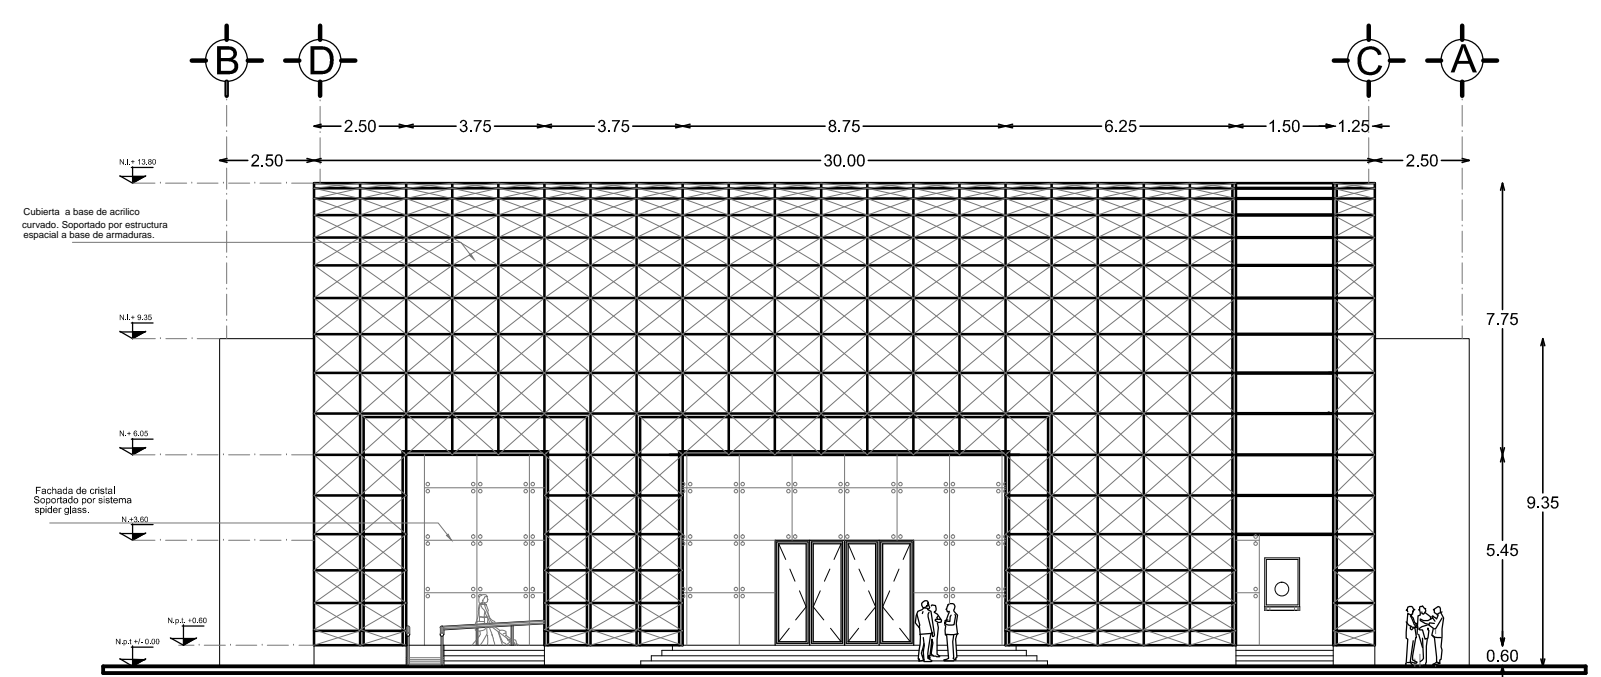 B D C A
2.50 3.75 3.75 8.75 6.25 1.50 1.25
2.50 30.00 2.50
N.l.+ 13.80
Cubierta a base de acrilico
curvado. Soportado por estructura
espacial a base de armaduras.
N.l.+ 9.35
7.75
N.+ 6.05
Fachada de cristal
Soportado por sistema
spider glass.
9.35
N.+3.60
5.45
N.p.t. +0.60
N.p.t +/- 0.00
0.60